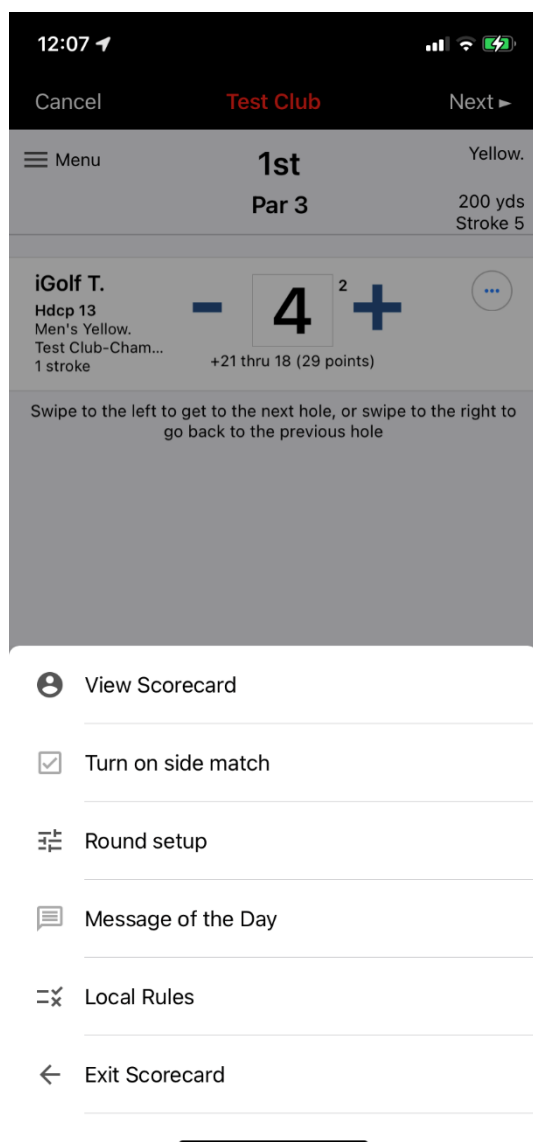 12:07
Cancel Test Club Next ►
Menu 1st Yellow.
Par 3 200 yds
Stroke 5
iGolf T.
Hdcp 13
Men's Yellow.
Test Club-Cham...
1 stroke
- 4 2 +
+21 thru 18 (29 points)
Swipe to the left to get to the next hole, or swipe to the right to
go back to the previous hole
View Scorecard
Turn on side match
Round setup
Message of the Day
Local Rules
Exit Scorecard